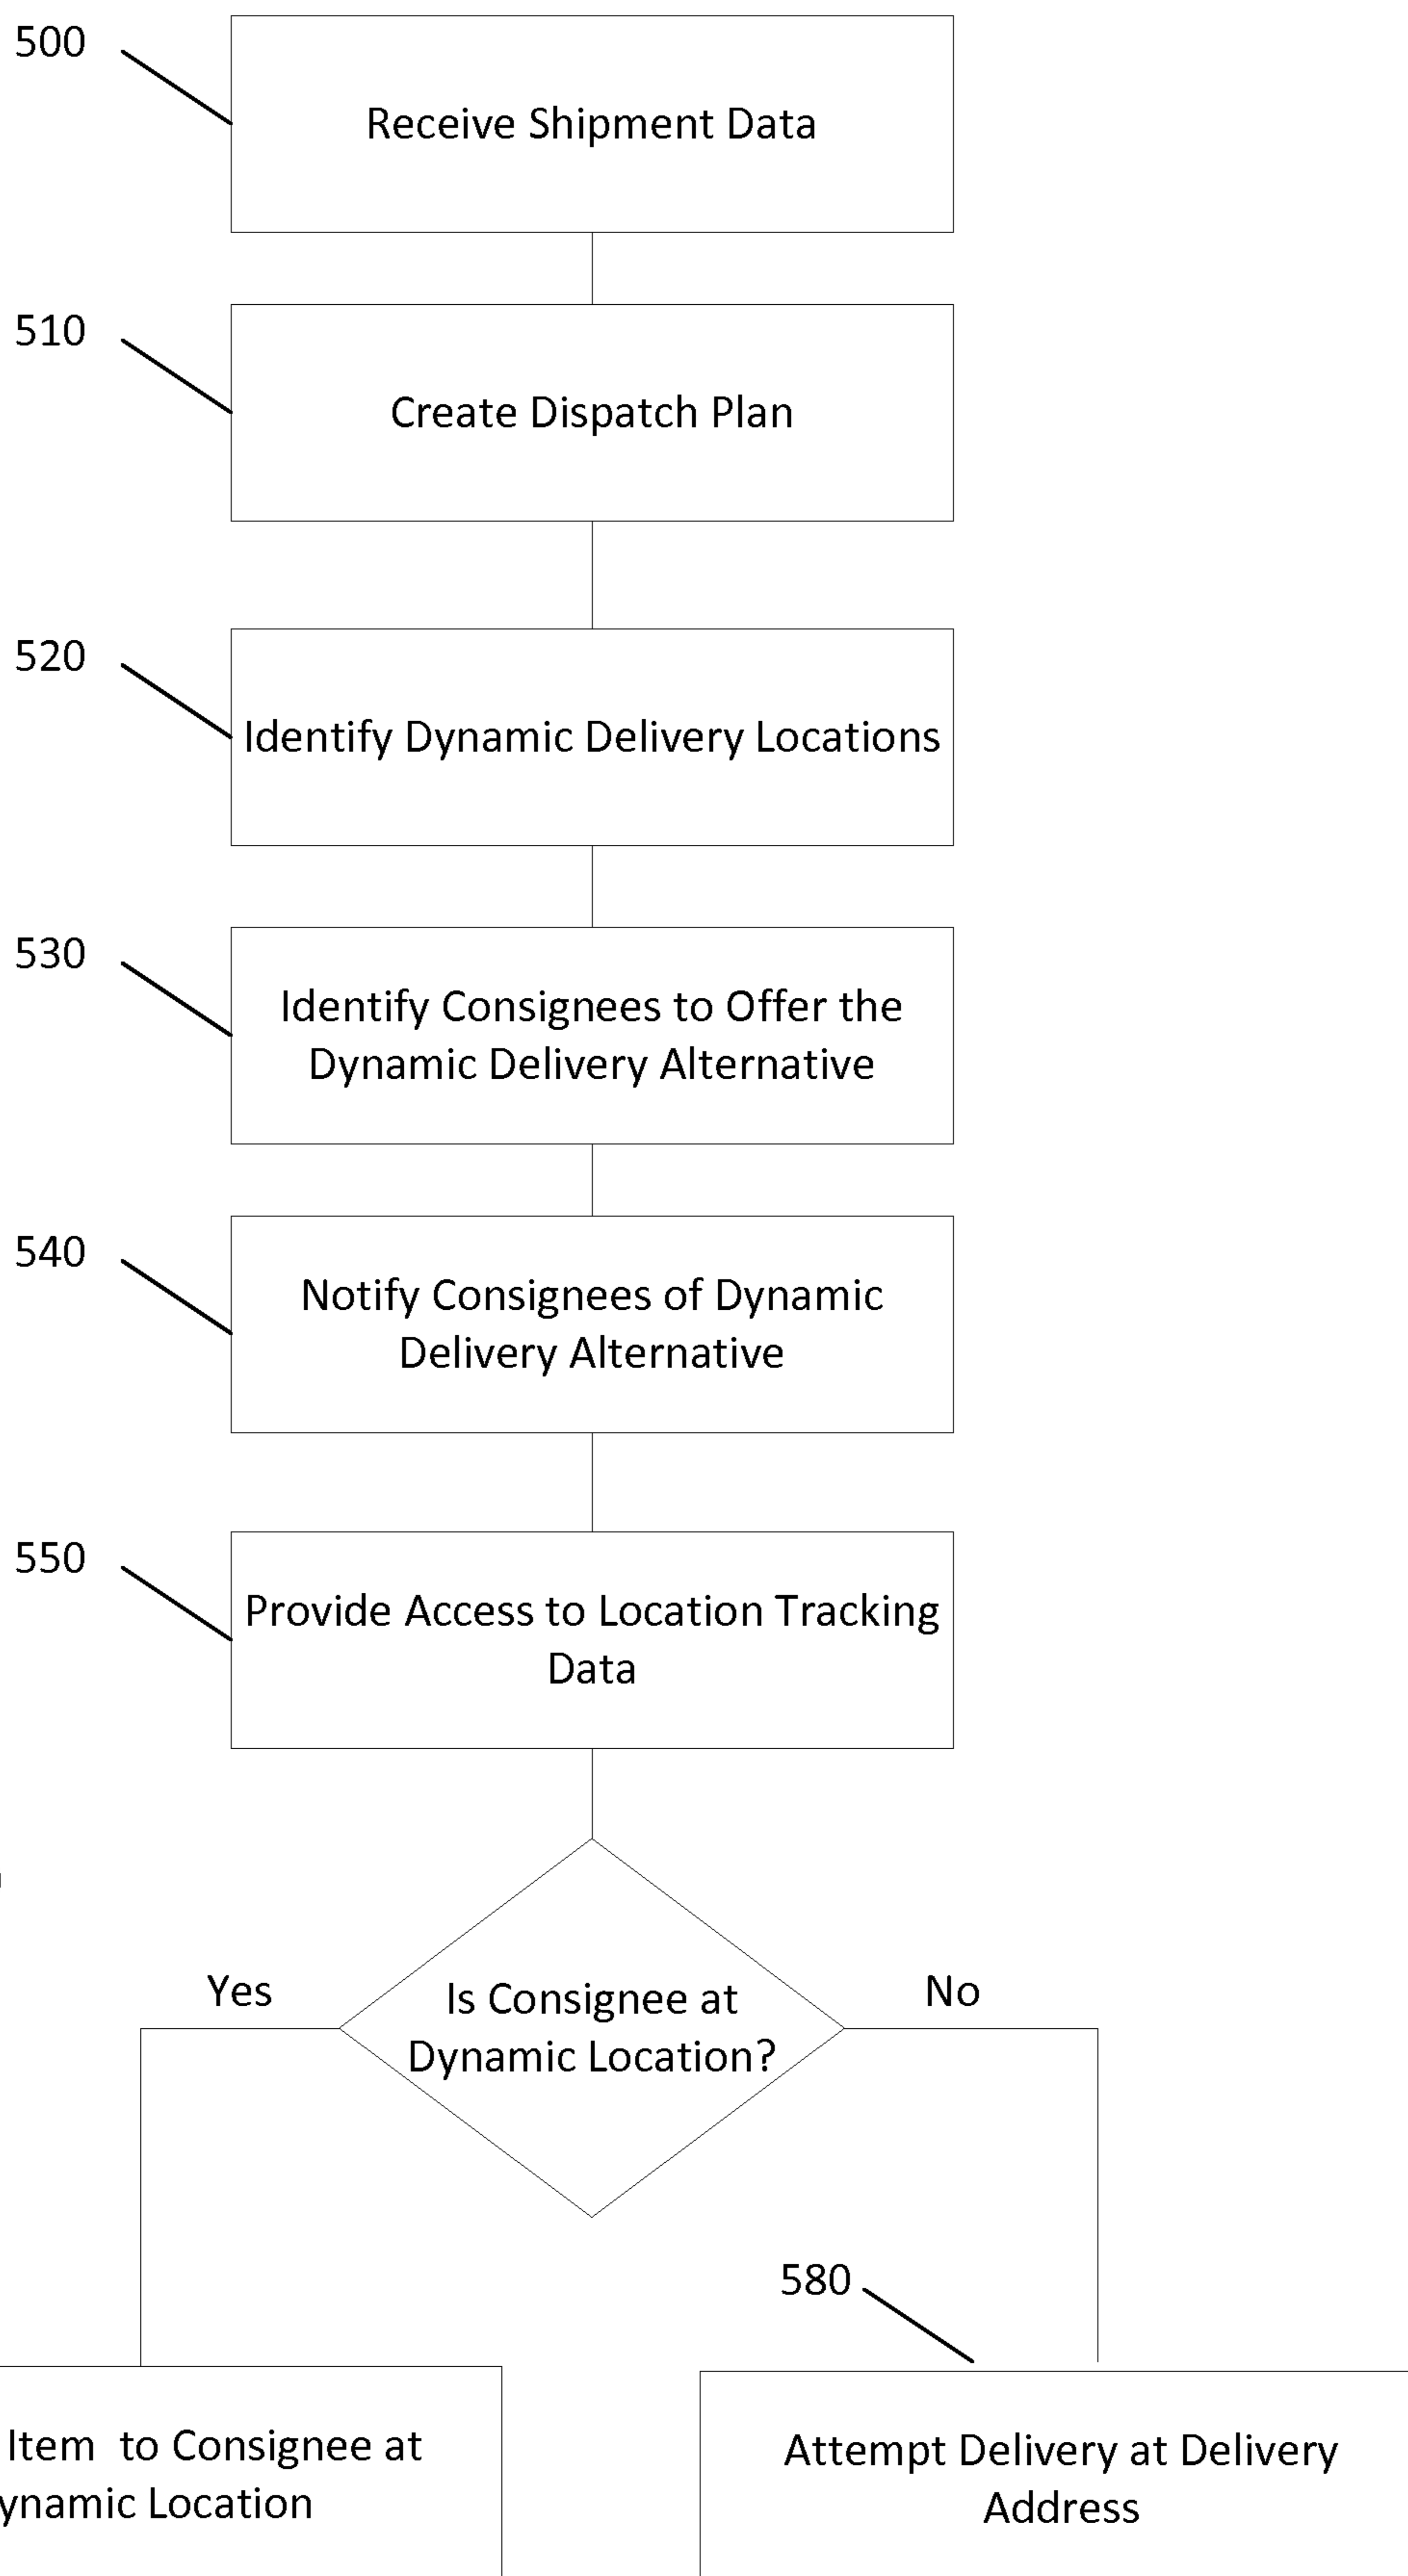 500
Receive Shipment Data
510
Create Dispatch Plan
520
Identify Dynamic Delivery Locations
530
Identify Consignees to Offer the
Dynamic Delivery Alternative
540
Notify Consignees of Dynamic
Delivery Alternative
550
Provide Access to Location Tracking
Data
Yes
Is Consignee at
Dynamic Location?
No
580
Item to Consignee at
ynamic Location
Attempt Delivery at Delivery
Address